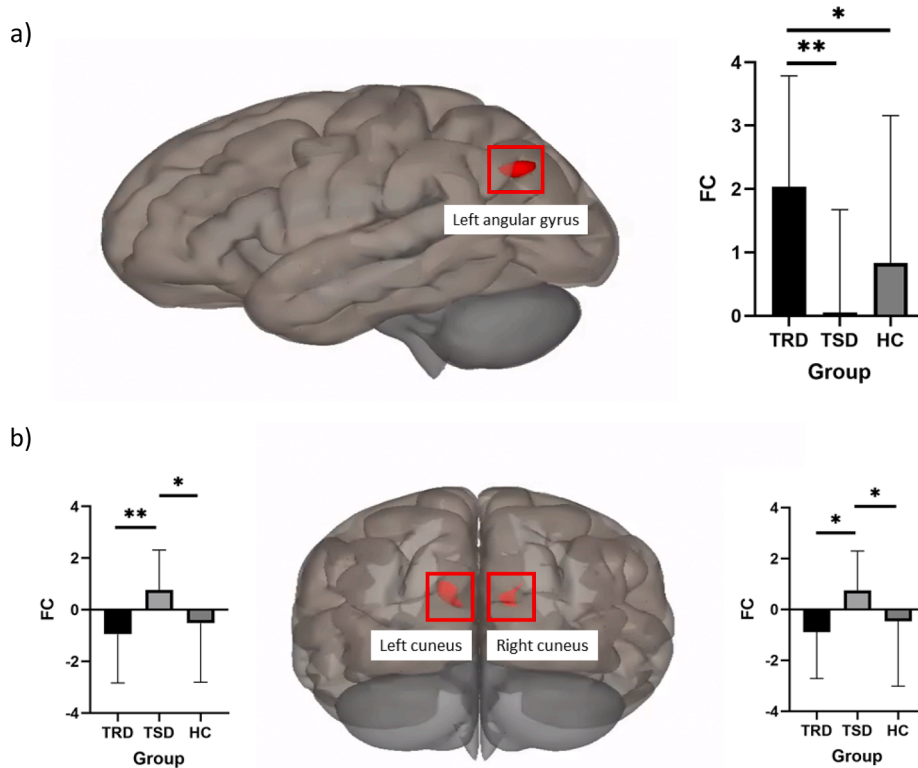 a)
*
**
4
3
2
1
0
FC
TRD TSD HC
Group
Left angular gyrus
b)
*
**
4
2
0
-2
-4
FC
TRD TSD HC
Group
Left cuneus
Right cuneus
*
*
4
2
0
-2
-4
FC
TRD TSD HC
Group